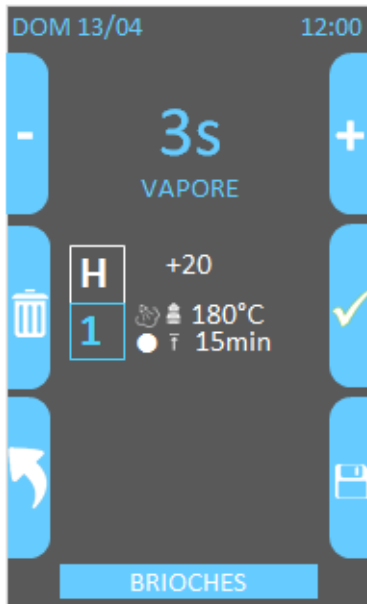 DOM 13/04 12:00
- 3s +
VAPORE
H +20
180°C
1 15min
BRIOCHES